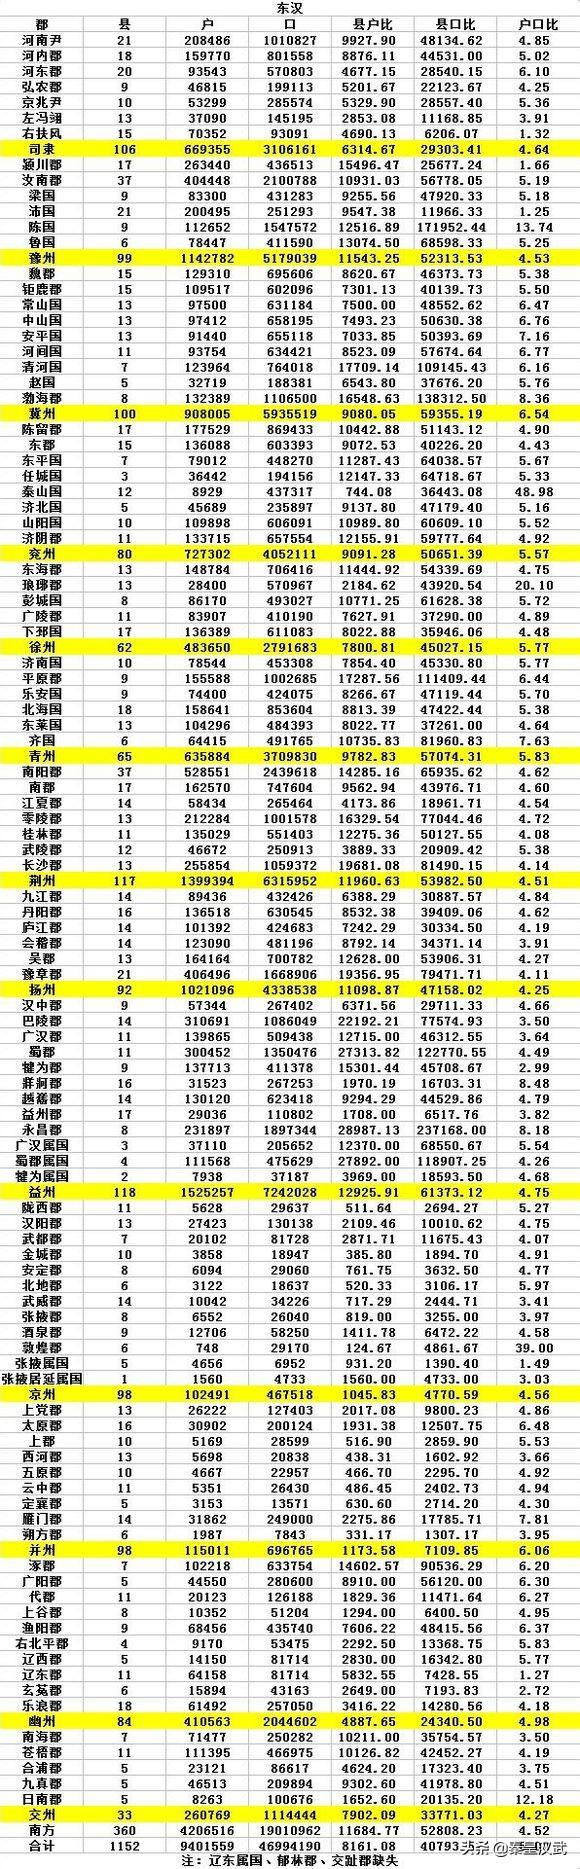 东汉
郡 县 户 口 县户比 县口比 户口比
河南尹 21 208486 1010827 9927.90 48134.62 4.85
河内郡 18 159770 801558 8876.11 44531.00 5.02
河东郡 20 93543 570803 4677.15 28540.15 6.10
弘农郡 9 46815 199113 5201.67 22123.67 4.25
京兆尹 10 53299 285574 5329.90 28557.40 5.36
左冯翊 13 37090 145195 2853.08 11168.85 3.91
右扶风 15 70352 93091 4690.13 6206.07 1.32
司隶 106 669355 3106161 6314.67 29303.41 4.64
颍川郡 17 263440 436513 15496.47 25677.24 1.66
汝南郡 37 404448 2100788 10931.03 56778.05 5.19
梁国 9 83300 431283 9255.56 47920.33 5.18
沛国 21 200495 251293 9547.38 11966.33 1.25
陈国 9 112652 1547572 12516.89 171952.44 13.74
鲁国 6 78447 411590 13074.50 68598.33 5.25
豫州 99 1142782 5179039 11543.25 52313.53 4.53
魏郡 15 129310 695606 8620.67 46373.73 5.38
钜鹿郡 15 109517 602096 7301.13 40139.73 5.50
常山国 13 97500 631184 7500.00 48552.62 6.47
中山国 13 97412 658195 7493.23 50630.38 6.76
安平国 13 91440 655118 7033.85 50393.69 7.16
河间国 11 93754 634421 8523.09 57674.64 6.77
清河国 7 123964 764018 17709.14 109145.43 6.16
赵国 5 32719 188381 6543.80 37676.20 5.76
渤海郡 8 132389 1106500 16548.63 138312.50 8.36
冀州 100 908005 5935519 9080.05 59355.19 6.54
陈留郡 17 177529 869433 10442.88 51143.12 4.90
东郡 15 136088 603393 9072.53 40226.20 4.43
东平国 7 79012 448270 11287.43 64038.57 5.67
任城国 3 36442 194156 12147.33 64718.67 5.33
泰山国 12 8929 437317 744.08 36443.08 48.98
济北国 5 45689 235897 9137.80 47179.40 5.16
山阳国 10 109898 606091 10989.80 60609.10 5.52
济阴郡 11 133715 657554 12155.91 59777.64 4.92
兖州 80 727302 4052111 9091.28 50651.39 5.57
东海郡 13 148784 706416 11444.92 54339.69 4.75
琅琊郡 13 28400 570967 2184.62 43920.54 20.10
彭城国 8 86170 493027 10771.25 61628.38 5.72
广陵郡 11 83907 410190 7627.91 37290.00 4.89
下邳国 17 136389 611083 8022.88 35946.06 4.48
徐州 62 483650 2791683 7800.81 45027.15 5.77
济南国 10 78544 453308 7854.40 45330.80 5.77
平原郡 9 155588 1002685 17287.56 111409.44 6.44
乐安国 9 74400 424075 8266.67 47119.44 5.70
北海国 18 158641 853604 8813.39 47422.44 5.38
东莱国 13 104296 484393 8022.77 37261.00 4.64
齐国 6 64415 491765 10735.83 81960.83 7.63
青州 65 635884 3709830 9782.83 57074.31 5.83
南阳郡 37 528551 2439618 14285.16 65935.62 4.62
南郡 17 162570 747604 9562.94 43976.71 4.60
江夏郡 14 58434 265464 4173.86 18961.71 4.54
零陵郡 13 212284 1001578 16329.54 77044.46 4.72
桂林郡 11 135029 551403 12275.36 50127.55 4.08
武陵郡 12 46672 250913 3889.33 20909.42 5.38
长沙郡 13 255854 1059372 19681.08 81490.15 4.14
荆州 117 1399394 6315952 11960.63 53982.50 4.51
九江郡 14 89436 432426 6388.29 30887.57 4.84
丹阳郡 16 136518 630545 8532.38 39409.06 4.62
庐江郡 14 101392 424683 7242.29 30334.50 4.19
会稽郡 14 123090 481196 8792.14 34371.14 3.91
吴郡 13 164164 700782 12628.00 53906.31 4.27
豫章郡 21 406496 1668906 19356.95 79471.71 4.11
扬州 92 1021096 4338538 11098.87 47158.02 4.25
汉中郡 9 57344 267402 6371.56 29711.33 4.66
巴陵郡 14 310691 1086049 22192.21 77574.93 3.50
广汉郡 11 139865 509438 12715.00 46312.55 3.64
蜀郡 11 300452 1350476 27313.82 122770.55 4.49
犍为郡 9 137713 411378 15301.44 45708.67 2.99
牂牁郡 16 31523 267253 1970.19 16703.31 8.48
越巂郡 14 130120 623418 9294.29 44529.86 4.79
益州郡 17 29036 110802 1708.00 6517.76 3.82
永昌郡 8 231897 1897344 28987.13 237168.00 8.18
广汉属国 3 37110 205652 12370.00 68550.67 5.54
蜀郡属国 4 111568 475629 27892.00 118907.25 4.26
犍为属国 2 7938 37187 3969.00 18593.50 4.68
益州 118 1525257 7242028 12925.91 61373.12 4.75
陇西郡 11 5628 29637 511.64 2694.27 5.27
汉阳郡 13 27423 130138 2109.46 10010.62 4.75
武都郡 7 20102 81728 2871.71 11675.43 4.07
金城郡 10 3858 18947 385.80 1894.70 4.91
安定郡 8 6094 29060 761.75 3632.50 4.77
北地郡 6 3122 18637 520.33 3106.17 5.97
武威郡 14 10042 34226 717.29 2444.71 3.41
张掖郡 8 6552 26040 819.00 3255.00 3.97
酒泉郡 9 12706 58250 1411.78 6472.22 4.58
敦煌郡 6 748 29170 124.67 4861.67 39.00
张掖属国 5 4656 6952 931.20 1390.40 1.49
张掖居延属国 1 1560 4733 1560.00 4733.00 3.03
凉州 98 102491 467518 1045.83 4770.59 4.56
上党郡 13 26222 127403 2017.08 9800.23 4.86
太原郡 16 30902 200124 1931.38 12507.75 6.48
上郡 10 5169 28599 516.90 2859.90 5.53
西河郡 13 5698 20838 438.31 1602.92 3.66
五原郡 10 4667 22957 466.70 2295.70 4.92
云中郡 11 5351 26430 486.45 2402.73 4.94
定襄郡 5 3153 13571 630.60 2714.20 4.30
雁门郡 14 31862 249000 2275.86 17785.71 7.81
朔方郡 6 1987 7843 331.17 1307.17 3.95
并州 98 115011 696765 1173.58 7109.85 6.06
涿郡 7 102218 633754 14602.57 90536.29 6.20
广阳郡 5 44550 280600 8910.00 56120.00 6.30
代郡 11 20123 126188 1829.36 11471.64 6.27
上谷郡 8 10352 51204 1294.00 6400.50 4.95
渔阳郡 9 68456 435740 7606.22 48415.56 6.37
右北平郡 4 9170 53475 2292.50 13368.75 5.83
辽西郡 5 14150 81714 2830.00 16342.80 5.77
辽东郡 11 64158 81714 5832.55 7428.55 1.27
玄菟郡 6 15894 43163 2649.00 7193.83 2.72
乐浪郡 18 61492 257050 3416.22 14280.56 4.18
幽州 84 410563 2044602 4887.65 24340.50 4.98
南海郡 7 71477 250282 10211.00 35754.57 3.50
苍梧郡 11 111395 466975 10126.82 42452.27 4.19
合浦郡 5 23121 86617 4624.20 17323.40 3.75
九真郡 5 46513 209894 9302.60 41978.80 4.51
日南郡 5 8263 100676 1652.60 20135.20 12.18
交州 33 260769 1114444 7902.09 33771.03 4.27
南方 360 4206516 19010962 11684.77 52808.23 4.52
合计 1152 9401559 46994190 8161.08 40793
注：辽东属国、郁林郡、交趾郡缺失
头条 @秦皇汉武